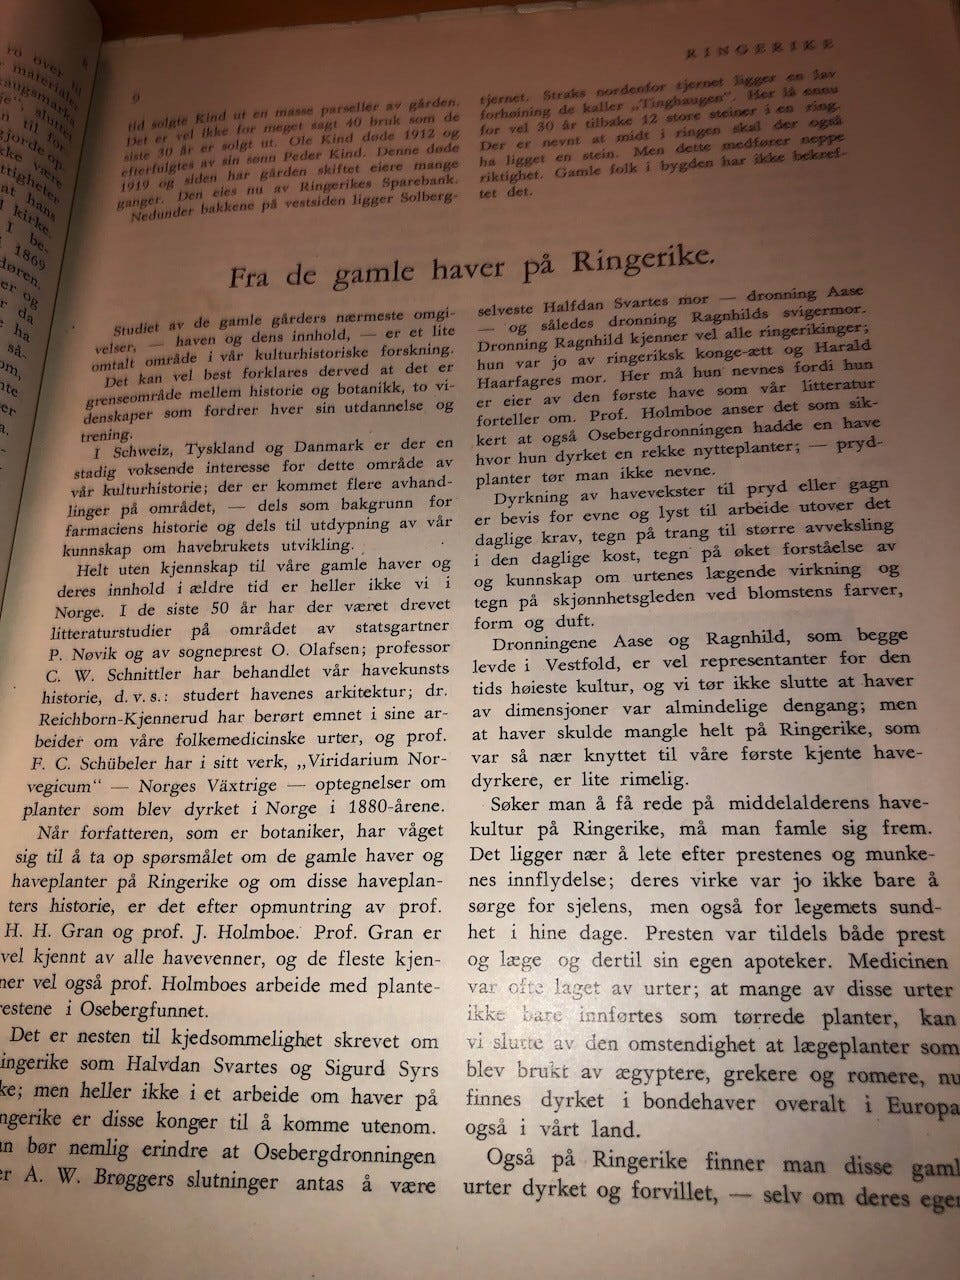 ro over til
materialer
kaugsmarka
je", sluttet
n til for-
gjorde op
ke være
ttigheter
at hans
kirke.
I be-
1869
døren.
er og
r da
ha
så-
om,
nte
er
a.
RINGERIKE
9
tid solgte Kind ut en masse parseller av gården.
Det er vel ikke for meget sagt 40 bruk som de
siste 30 år er solgt ut. Ole Kind døde 1912 og
efterfulgtes av sin sønn Peder Kind. Denne døde
1919 og siden har gården skiftet eiere mange
ganger. Den eies nu av Ringerikes Sparebank.
Nedunder bakkene på vestsiden ligger Solberg-
tjernet. Straks nordenfor tjernet ligger en lav
forhøining de kaller „Tinghaugen". Her lå ennu
for vel 30 år tilbake 12 store steiner i en ring.
Der er nevnt at midt i ringen skal der også
ha ligget en stein. Men dette medfører neppe
riktighet. Gamle folk i bygden har ikke bekref-
tet det.
Fra de gamle haver på Ringerike.
Studiet av de gamle gårders nærmeste omgi-
velser, — haven og dens innhold, — er et lite
omtalt område i vår kulturhistoriske forskning.
Det kan vel best forklares derved at det er
grenseområde mellem historie og botanikk, to vi-
denskaper som fordrer hver sin utdannelse og
trening.
I Schweiz, Tyskland og Danmark er der en
stadig voksende interesse for dette område av
vår kulturhistorie; der er kommet flere avhand-
linger på området, — dels som bakgrunn for
farmaciens historie og dels til utdypning av vår
kunnskap om havebrukets utvikling.
Helt uten kjennskap til våre gamle haver og
deres innhold i ældre tid er heller ikke vi i
Norge. I de siste 50 år har der været drevet
litteraturstudier på området av statsgartner
P. Nøvik og av sogneprest O. Olafsen; professor
C. W. Schnittler har behandlet vår havekunsts
historie, d. v. s.: studert havenes arkitektur; dr.
Reichborn-Kjennerud har berørt emnet i sine ar-
beider om våre folkemedicinske urter, og prof.
F. C. Schübeler har i sitt verk, „Viridarium Nor-
vegicum" — Norges Växtrige — optegnelser om
planter som blev dyrket i Norge i 1880-årene.
Når forfatteren, som er botaniker, har våget
sig til å ta op spørsmålet om de gamle haver og
haveplanter på Ringerike og om disse haveplan-
ters historie, er det efter opmuntring av prof.
H. H. Gran og prof. J. Holmboe. Prof. Gran er
vel kjennt av alle havevenner, og de fleste kjen-
ner vel også prof. Holmboes arbeide med plante-
restene i Osebergfunnet.
Det er nesten til kjedsommelighet skrevet om
ingerike som Halvdan Svartes og Sigurd Syrs
ke; men heller ikke i et arbeide om haver på
ngerike er disse konger til å komme utenom.
an bør nemlig erindre at Osebergdronningen
er A. W. Brøggers slutninger antas å være
selveste Halfdan Svartes mor — dronning Aase
— og således dronning Ragnhilds svigermor.
Dronning Ragnhild kjenner vel alle ringerikinger;
hun var jo av ringeriksk konge-ætt og Harald
Haarfagres mor. Her må hun nevnes fordi hun
er eier av den første have som vår litteratur
forteller om. Prof. Holmboe anser det som sik-
kert at også Osebergdronningen hadde en have
hvor hun dyrket en rekke nytteplanter; — pryd-
planter tør man ikke nevne.
Dyrkning av havevekster til pryd eller gagn
er bevis for evne og lyst til arbeide utover det
daglige krav, tegn på trang til større avveksling
i den daglige kost, tegn på øket forståelse av
og kunnskap om urtenes lægende virkning og
tegn på skjønnhetsgleden ved blomstens farver,
form og duft.
Dronningene Aase og Ragnhild, som begge
levde i Vestfold, er vel representanter for den
tids høieste kultur, og vi tør ikke slutte at haver
av dimensjoner var almindelige dengang; men
at haver skulde mangle helt på Ringerike, som
var så nær knyttet til våre første kjente have-
dyrkere, er lite rimelig.
Søker man å få rede på middelalderens have-
kultur på Ringerike, må man famle sig frem.
Det ligger nær å lete efter prestenes og munke-
nes innflydelse; deres virke var jo ikke bare å
sørge for sjelens, men også for legemets sund-
het i hine dage. Presten var tildels både prest
og læge og dertil sin egen apoteker. Medicinen
var ofte laget av urter; at mange av disse urter
ikke bare innførtes som tørrede planter, kan
vi slutte av den omstendighet at lægeplanter som
blev brukt av ægyptere, grekere og romere, nu
finnes dyrket i bondehaver overalt i Europa
også i vårt land.
Også på Ringerike finner man disse gaml
urter dyrket og forvillet, — selv om deres egen